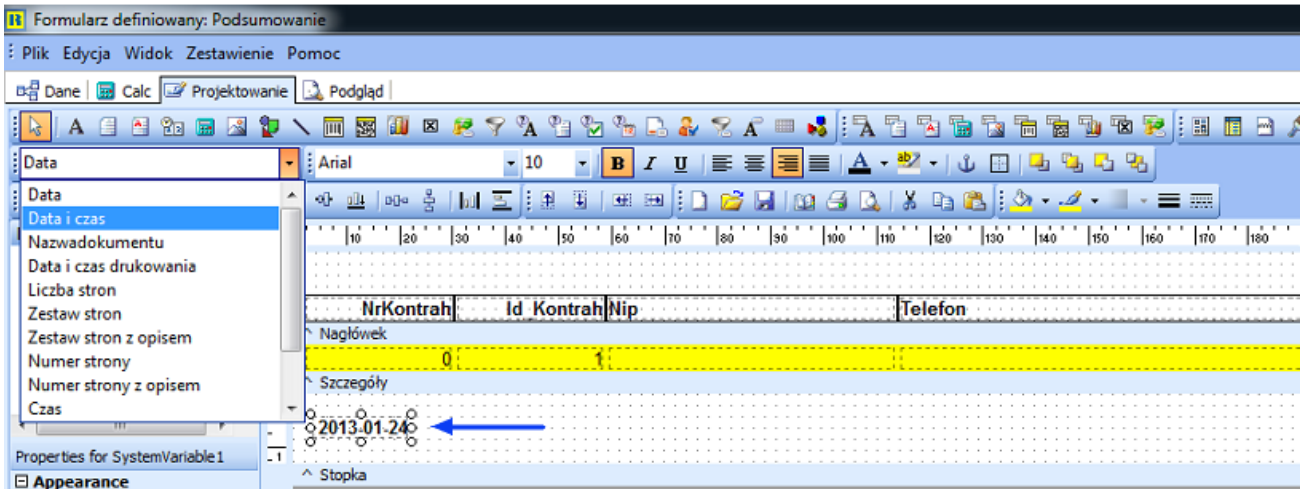 Formularz definiowany: Podsumowanie
Plik Edycja Widok Zestawienie Pomoc
Dane Calc Projektowanie Podgląd
Data Arial 10 B I U A
Data
Data i czas
Nazwadokumentu
Data i czas drukowania
Liczba stron
Zestaw stron
Zestaw stron z opisem
Numer strony
Numer strony z opisem
Czas
10 20 30 40 50 60 70 80 90 100 110 120 130 140 150 160 170 180
NrKontrah Id_Kontrah Nip Telefon
^ Nagłówek
0 1
^ Szczegóły
2013-01-24
Properties for SystemVariable1
^ Stopka
Appearance